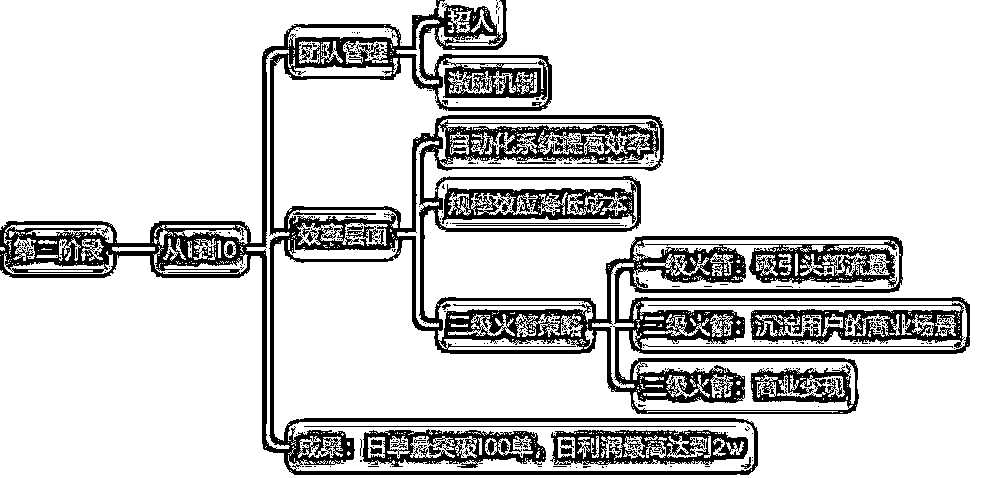 招人
团队管理
激励机制
自动化系统提高效率
规模效应降低成本
第二阶段
从1到10
效率层面
一级火箭：吸引头部流量
三级火箭策略
二级火箭：沉淀用户的商业场景
三级火箭：商业变现
成果：日单量突破100单，日利润最高达到2w